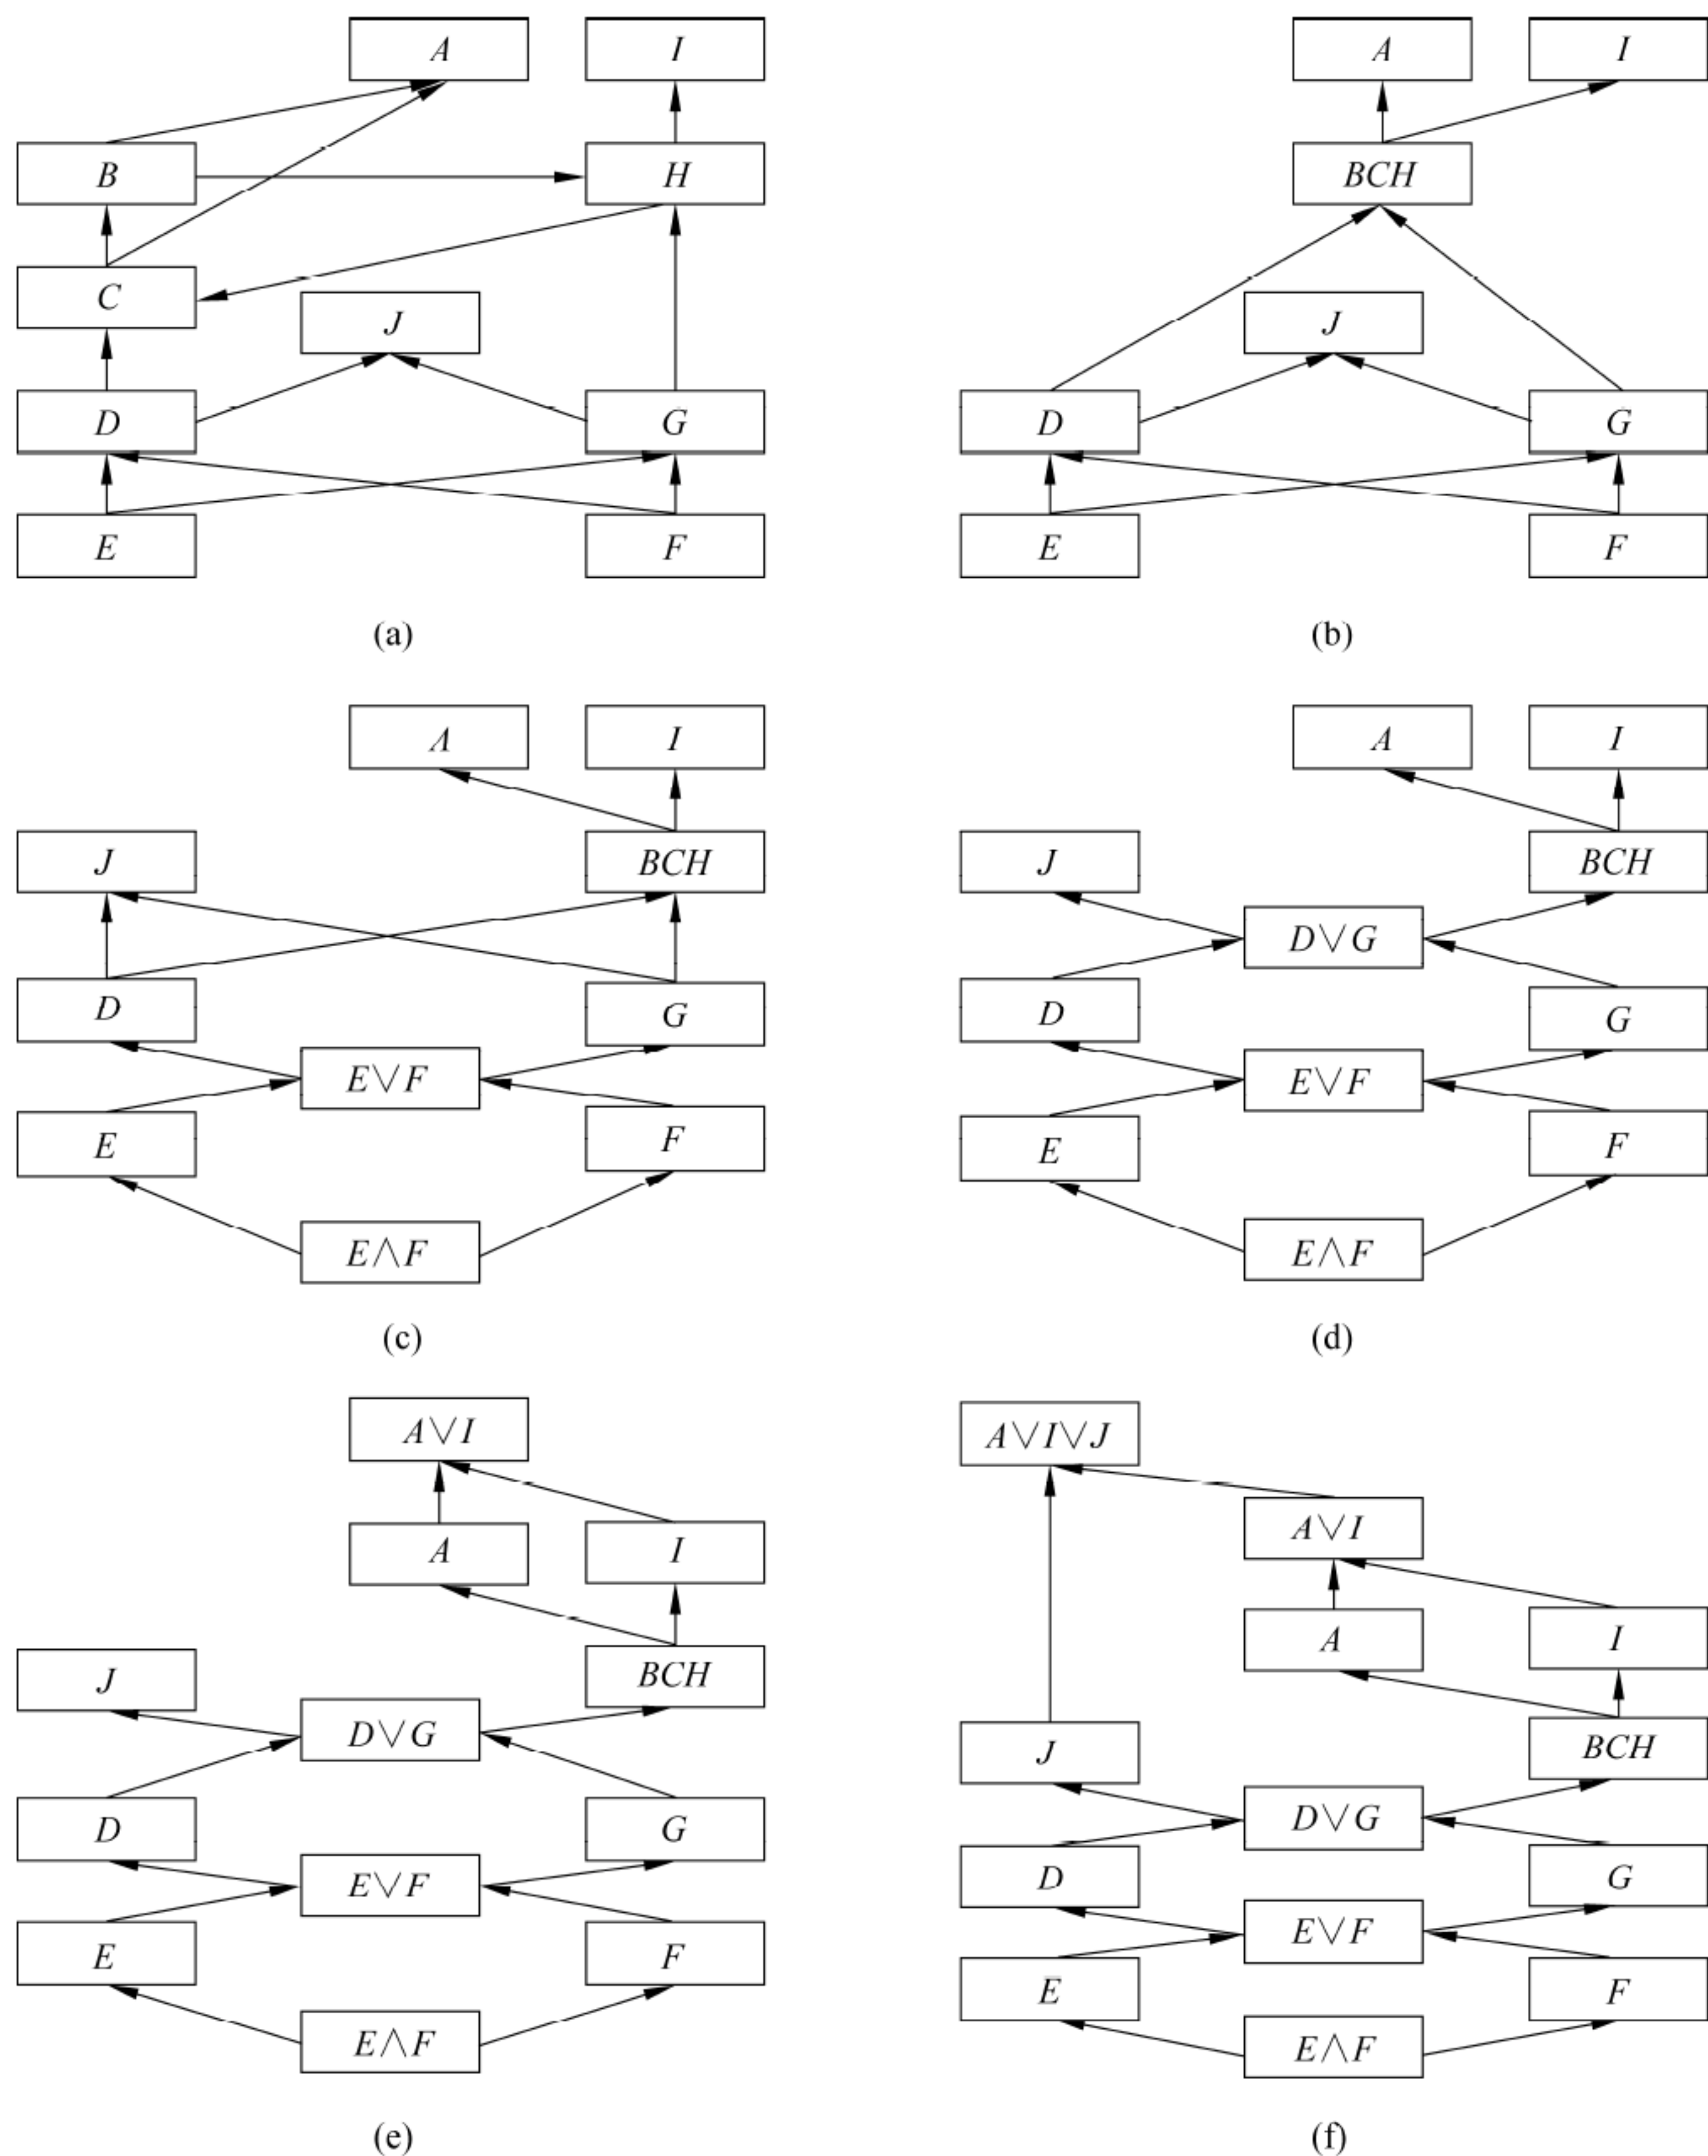 A I
B H
C
J
D G
E F
(a)
A I
BCH
J
D G
E F
(b)
A I
J BCH
D G
E∨F
E F
E∧F
(c)
A I
J BCH
D∨G
D G
E∨F
E F
E∧F
(d)
A∨I
A I
J BCH
D∨G
D G
E∨F
E F
E∧F
(e)
A∨I∨J
A∨I
A I
J BCH
D∨G
D G
E∨F
E F
E∧F
(f)